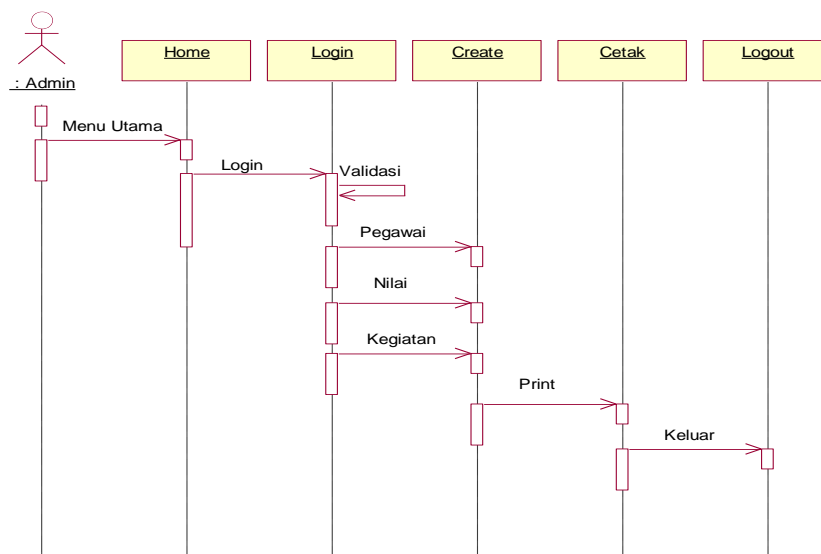 Home
Login
Create
Cetak
Logout
: Admin
Menu Utama
Login
Validasi
Pegawai
Nilai
Kegiatan
Print
Keluar